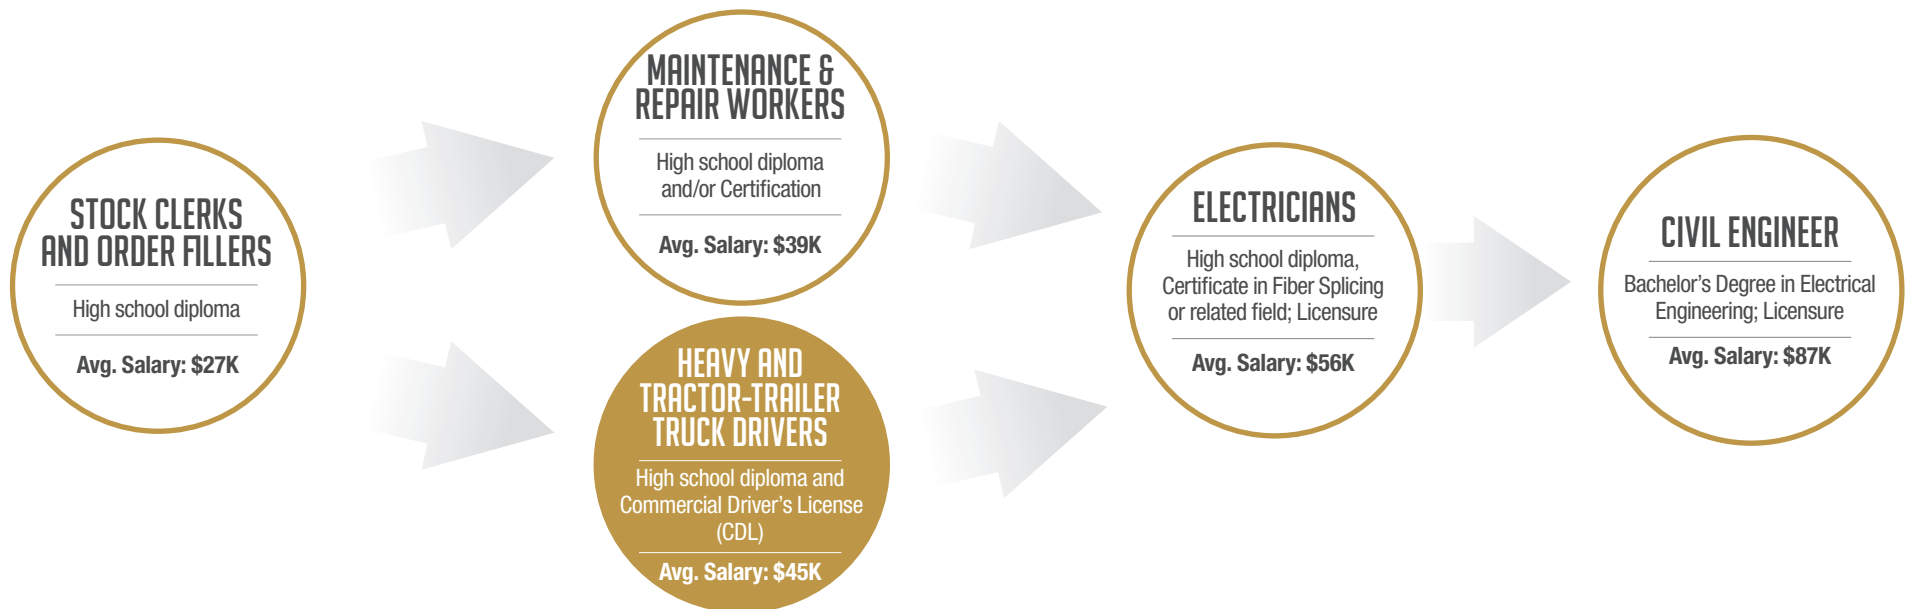 STOCK CLERKS
AND ORDER FILLERS
High school diploma
Avg. Salary: $27K
MAINTENANCE &
REPAIR WORKERS
High school diploma
and/or Certification
Avg. Salary: $39K
HEAVY AND
TRACTOR-TRAILER
TRUCK DRIVERS
High school diploma and
Commercial Driver’s License
(CDL)
Avg. Salary: $45K
ELECTRICIANS
High school diploma,
Certificate in Fiber Splicing
or related field; Licensure
Avg. Salary: $56K
CIVIL ENGINEER
Bachelor’s Degree in Electrical
Engineering; Licensure
Avg. Salary: $87K